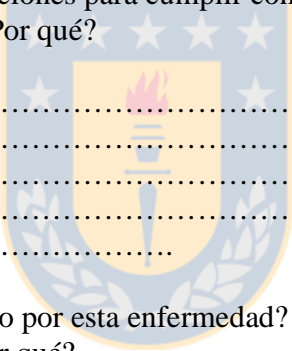 ciones para cumplir con
Por qué?
………………………………
………………………………
………………………………
………………………………
………………….
o por esta enfermedad?
r qué?